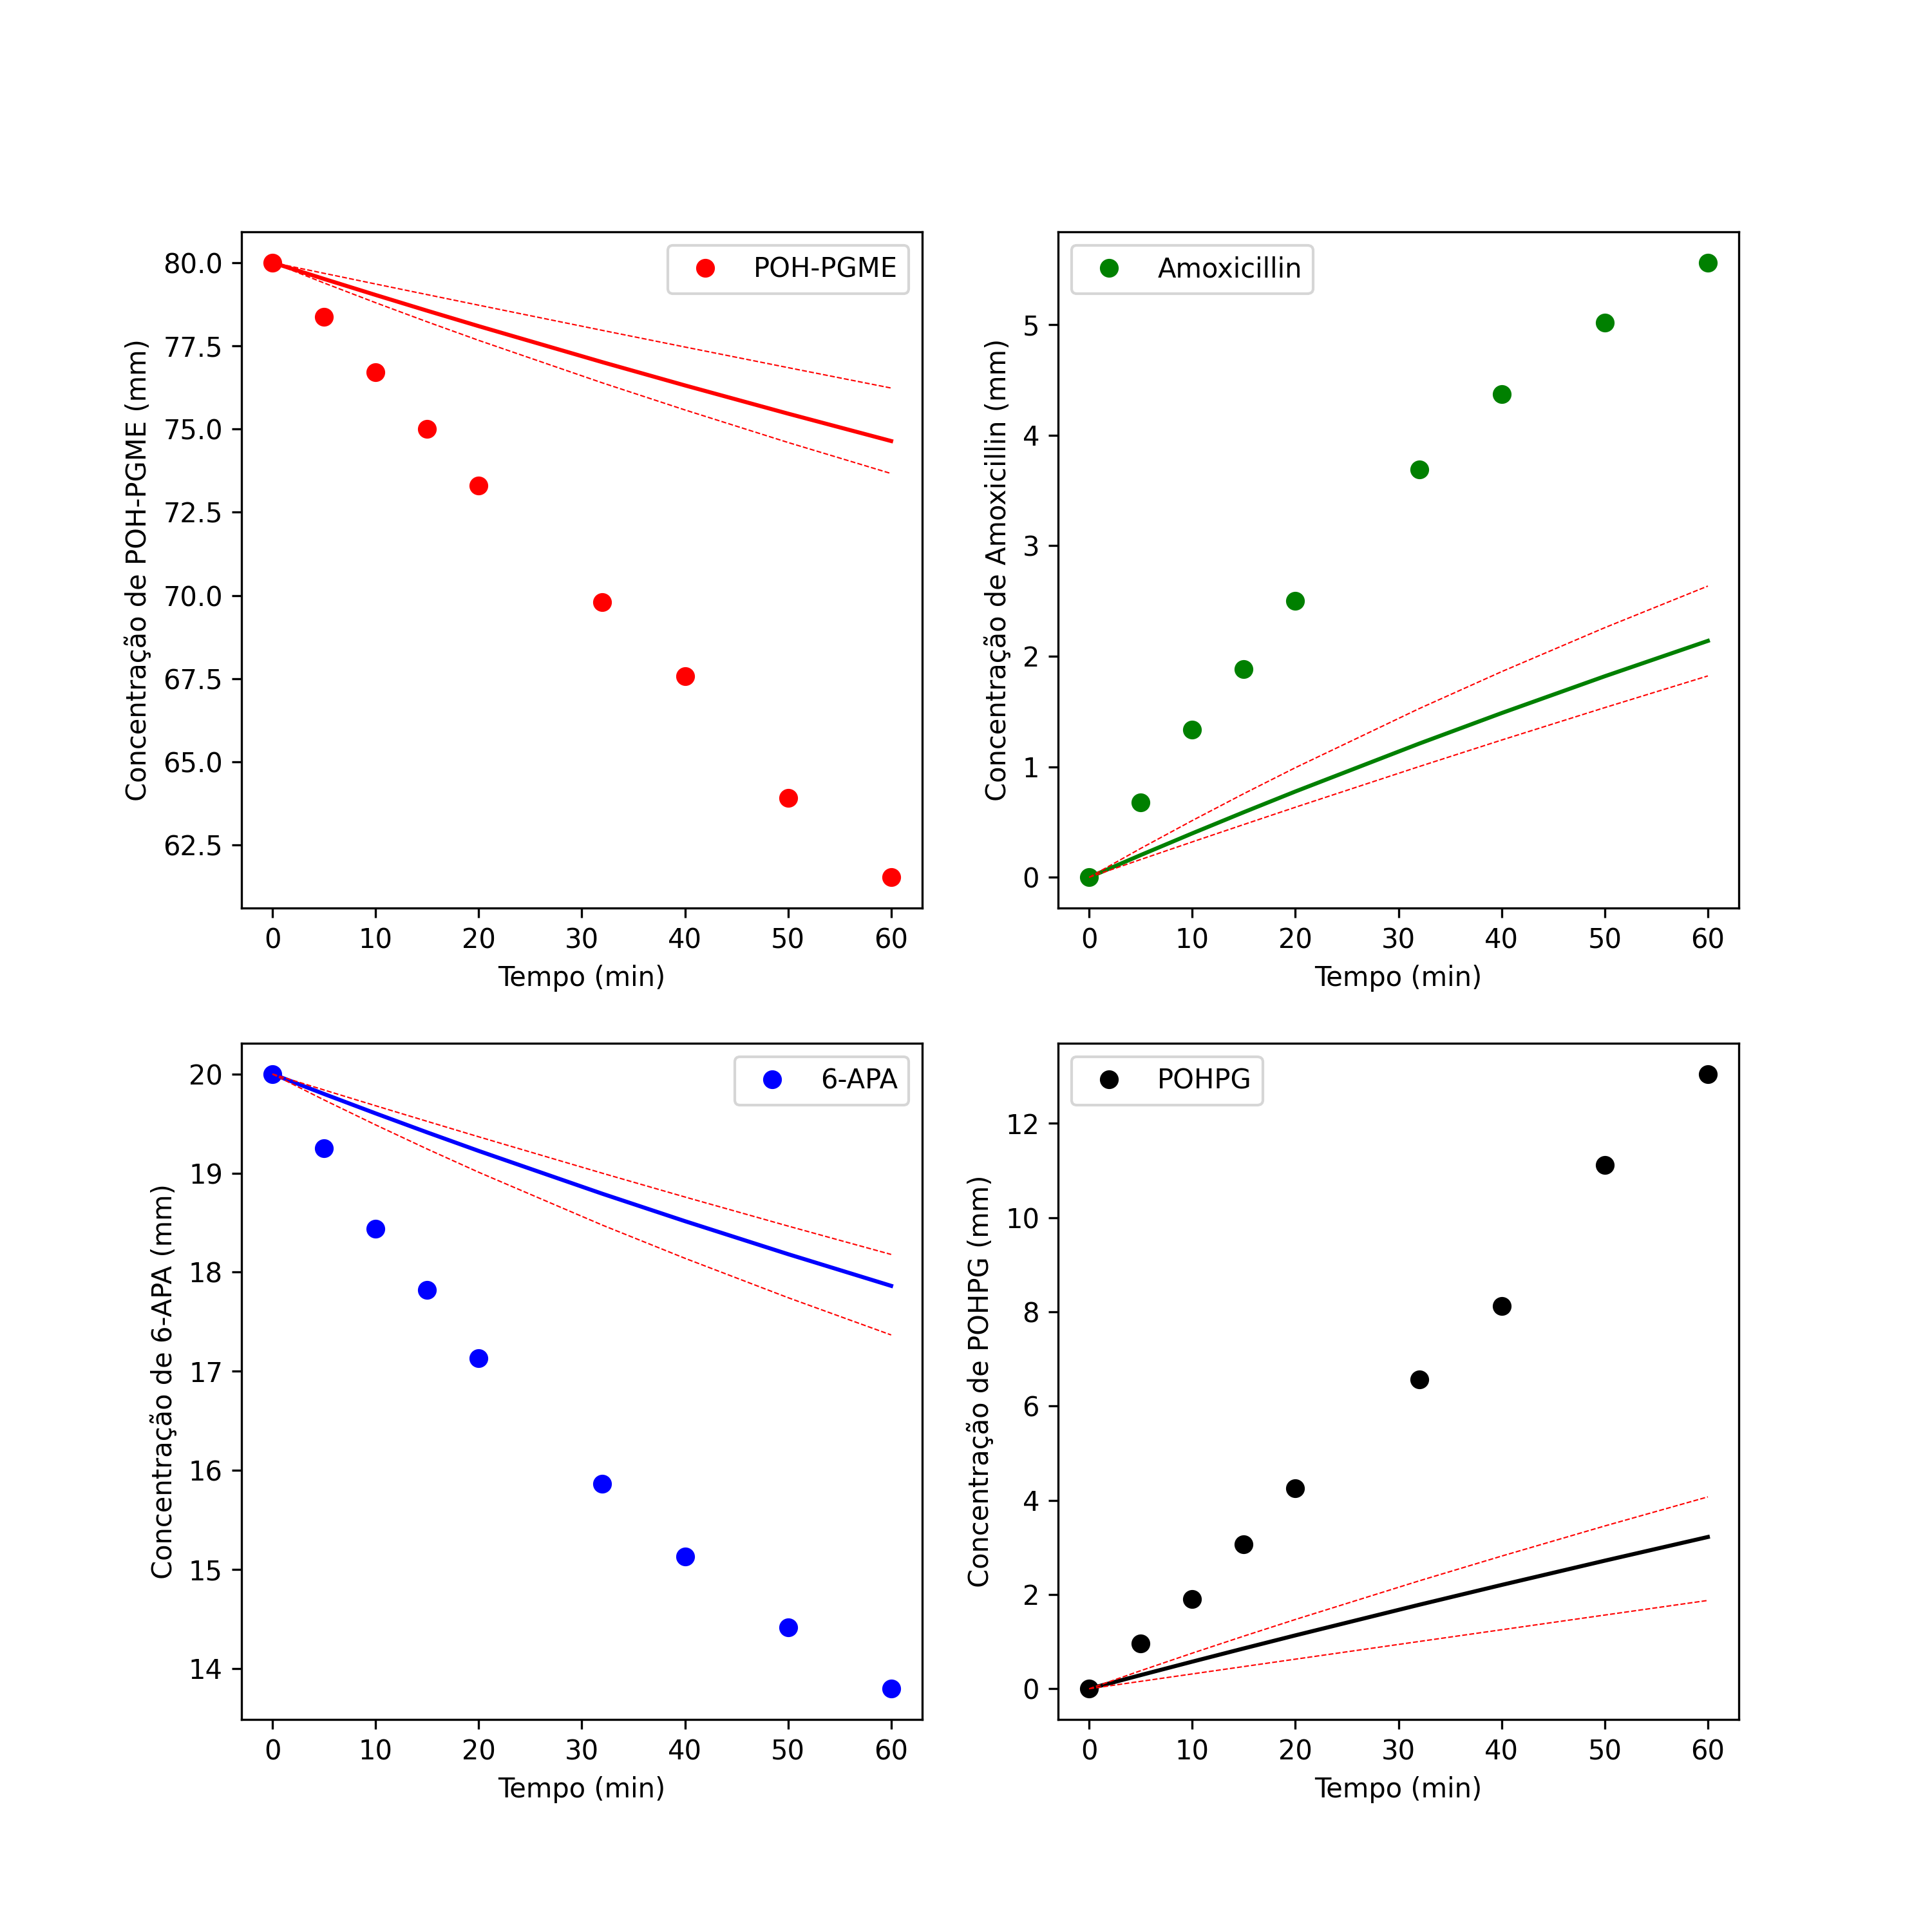 POH-PGME
Concentração de POH-PGME (mm)
80.0
77.5
75.0
72.5
70.0
67.5
65.0
62.5
0 10 20 30 40 50 60
Tempo (min)
Amoxicillin
Concentração de Amoxicillin (mm)
5
4
3
2
1
0
0 10 20 30 40 50 60
Tempo (min)
6-APA
Concentração de 6-APA (mm)
20
19
18
17
16
15
14
0 10 20 30 40 50 60
Tempo (min)
POHPG
Concentração de POHPG (mm)
12
10
8
6
4
2
0
0 10 20 30 40 50 60
Tempo (min)